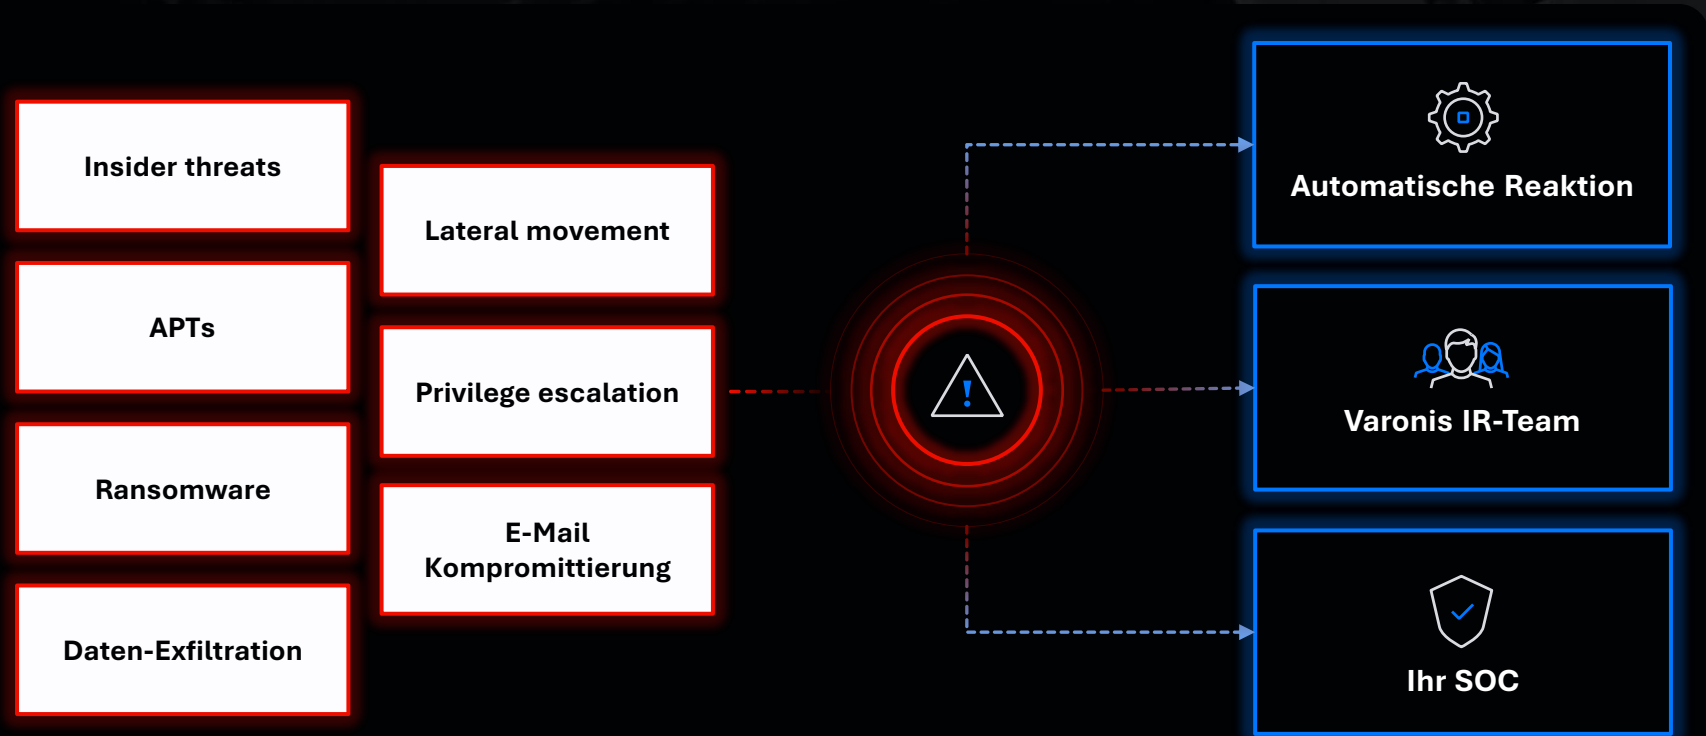 Insider threats
APTs
Ransomware
Daten-Exfiltration
Lateral movement
Privilege escalation
E-Mail
Kompromittierung
!
Automatische Reaktion
Varonis IR-Team
Ihr SOC